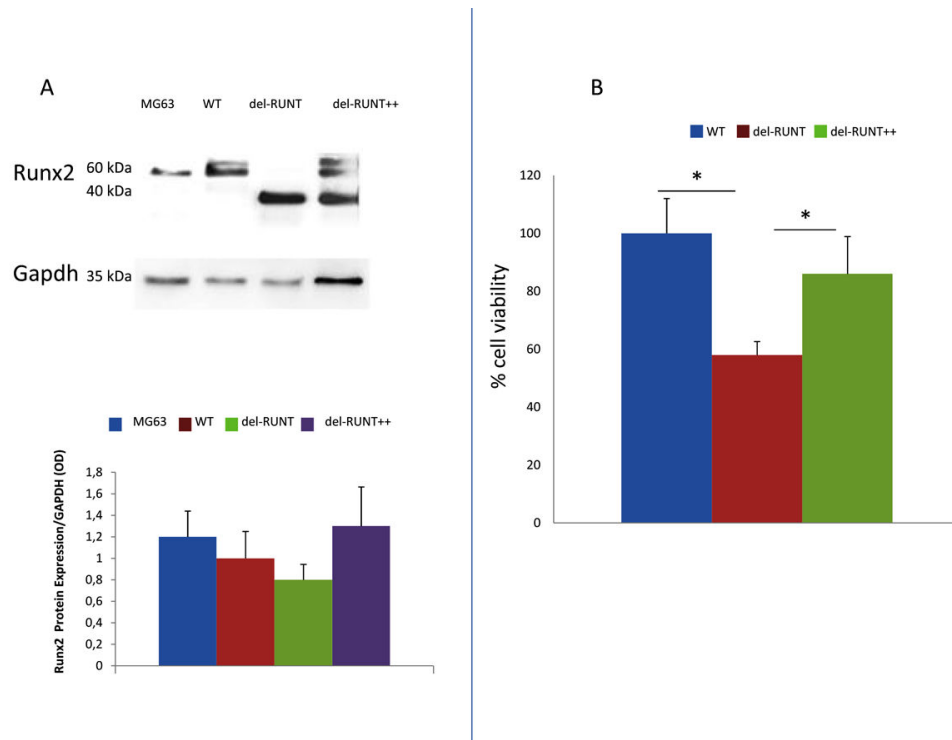 A
MG63 WT del-RUNT del-RUNT++
Runx2 60 kDa
40 kDa
Gapdh 35 kDa
MG63 WT del-RUNT del-RUNT++
Runx2 Protein Expression/GAPDH (OD)
1,8
1,6
1,4
1,2
1
0,8
0,6
0,4
0,2
0
B
WT del-RUNT del-RUNT++
% cell viability
120
100
80
60
40
20
0
*
*